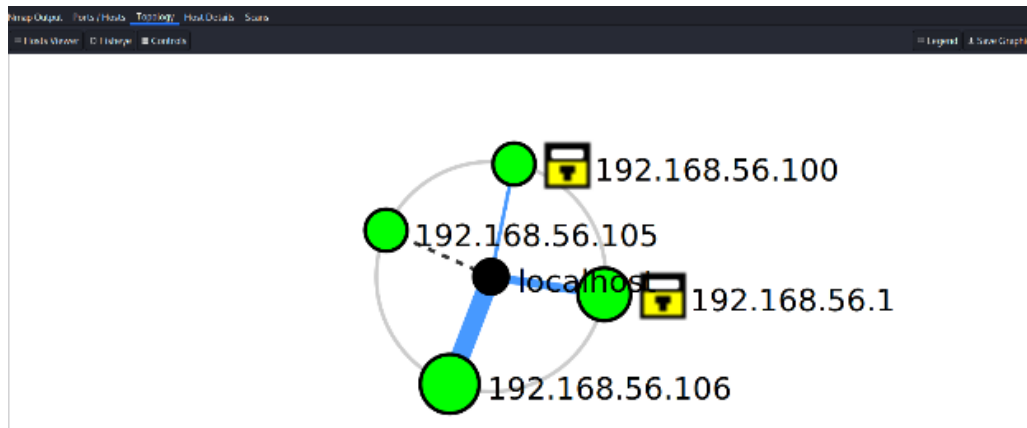 Nmap Output Ports / Hosts Topology Host Details Scans
Hosts Viewer Fisheye Controls Legend Save Graphi
192.168.56.100
192.168.56.105
localhost
192.168.56.1
192.168.56.106